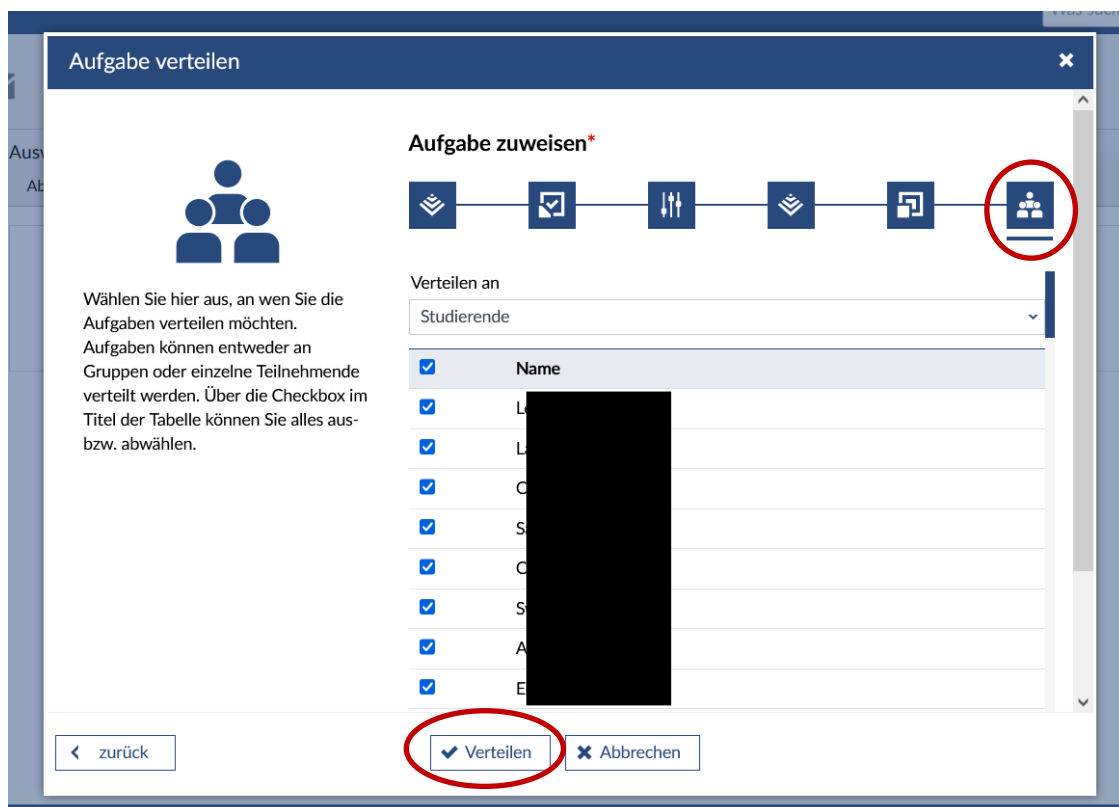 Aufgabe verteilen
Aufgabe zuweisen*
Wählen Sie hier aus, an wen Sie die
Aufgaben verteilen möchten.
Aufgaben können entweder an
Gruppen oder einzelne Teilnehmende
verteilt werden. Über die Checkbox im
Titel der Tabelle können Sie alles aus-
bzw. abwählen.
Verteilen an
Studierende
Name
zurück
Verteilen
Abbrechen